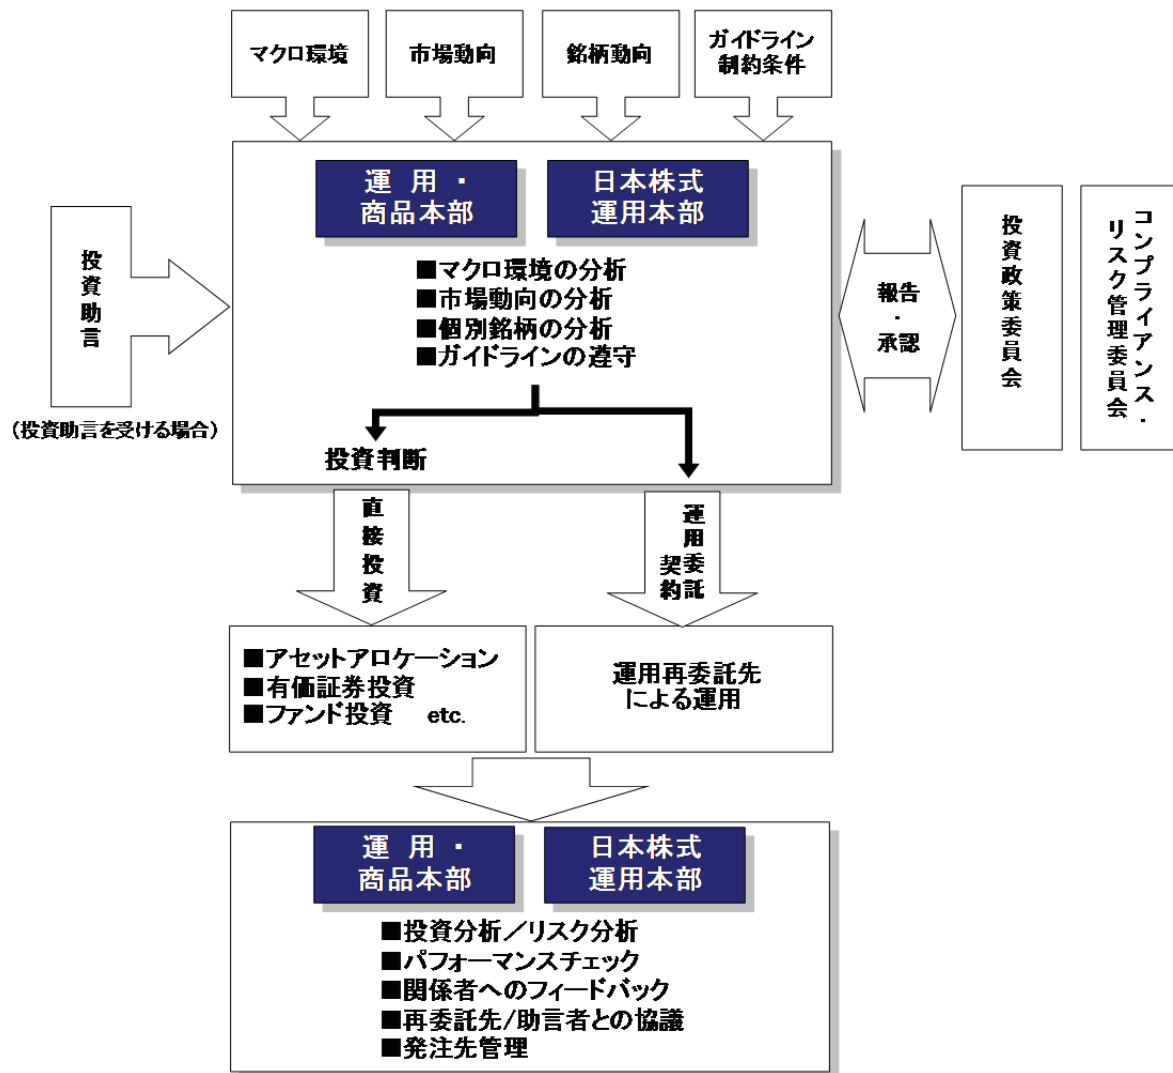 マクロ環境
市場動向
銘柄動向
ガイドライン
制約条件
運 用 ・
商品本部
日本株式
運用本部
■マクロ環境の分析
■市場動向の分析
■個別銘柄の分析
■ガイドラインの遵守
投資判断
投資助言
(投資助言を受ける場合)
報告
・
承認
投資政策委員会
コンプライアンス・
リスク管理委員会
直接投資
運用委託
契約
■アセットアロケーション
■有価証券投資
■ファンド投資 etc.
運用再委託先
による運用
運 用 ・
商品本部
日本株式
運用本部
■投資分析／リスク分析
■パフォーマンスチェック
■関係者へのフィードバック
■再委託先/助言者との協議
■発注先管理